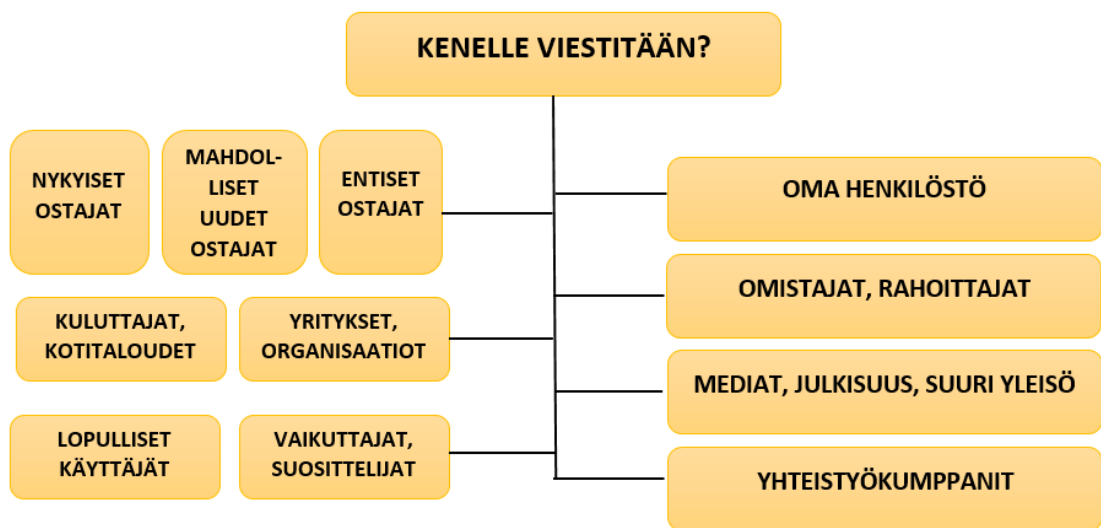 KENELLE VIESTITÄÄN?
NYKYISET
OSTAJAT
MAHDOL-
LISET
UUDET
OSTAJAT
ENTISET
OSTAJAT
KULUTTAJAT,
KOTITALOUDET
YRITYKSET,
ORGANISAATIOT
LOPULLISET
KÄYTTÄJÄT
VAIKUTTAJAT,
SUOSITTELIJAT
OMA HENKILÖSTÖ
OMISTAJAT, RAHOITTAJAT
MEDIAT, JULKISUUS, SUURI YLEISÖ
YHTEISTYÖKUMPPANIT